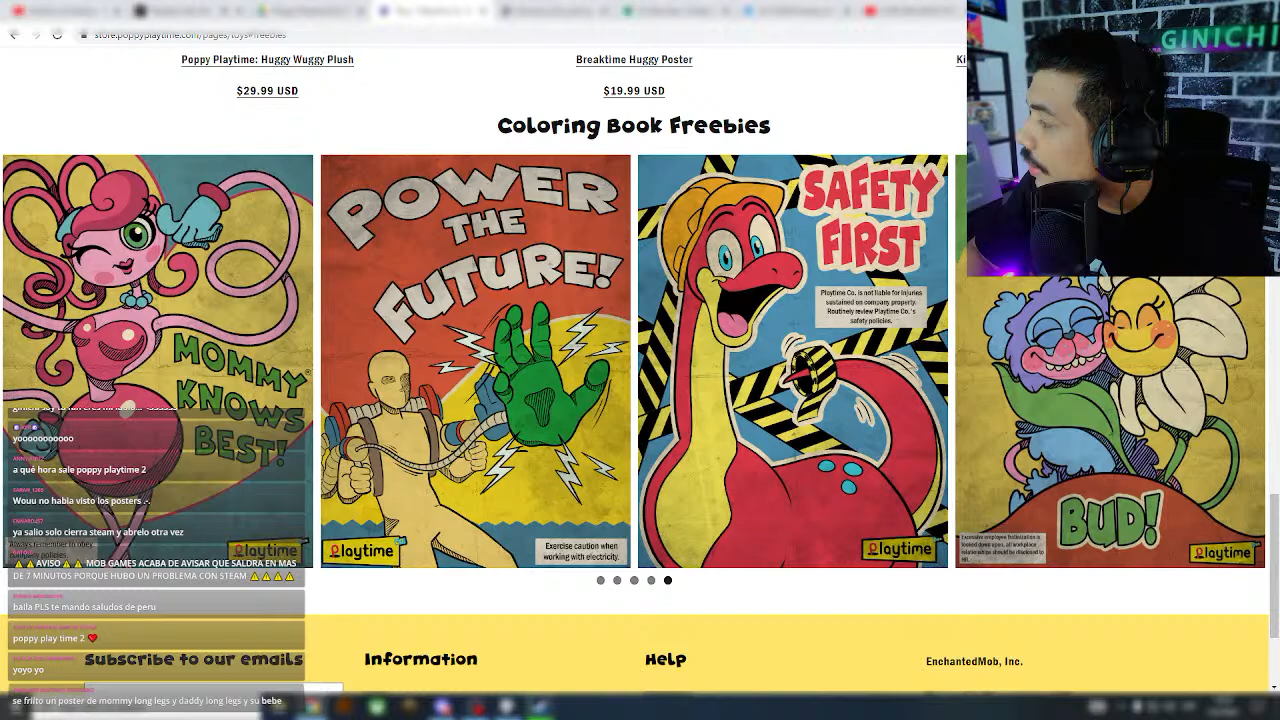 store.poppyplaytime.com/pages/toys-freebies
GINICHI
Poppy Playtime: Huggy Wuggy Plush
Breaktime Huggy Poster
Ki
$29.99 USD
$19.99 USD
Coloring Book Freebies
MOMMY
KNOWS
BEST!
POWER
THE
FUTURE!
Exercise caution when
working with electricity.
Playtime
SAFETY
FIRST
Playtime Co. is not liable for injuries
sustained on company property.
Routinely review Playtime Co.'s
safety policies.
Playtime
BUD!
Playtime
Playtime
yooooooooooo
a qué hora sale poppy playtime 2
Wouu no habla visto los posters .-.
ya salio solo cierra steam y abrelo otra vez
AVISO MOB GAMES ACABA DE AVISAR QUE SALDRA EN MAS
DE 7 MINUTOS PORQUE HUBO UN PROBLEMA CON STEAM
baila PLS te mando saludos de peru
poppy play time 2
yoyo yo
se friito un poster de mommy long legs y daddy long legs y su bebe
Subscribe to our emails
Information
Help
EnchantedMob, Inc.